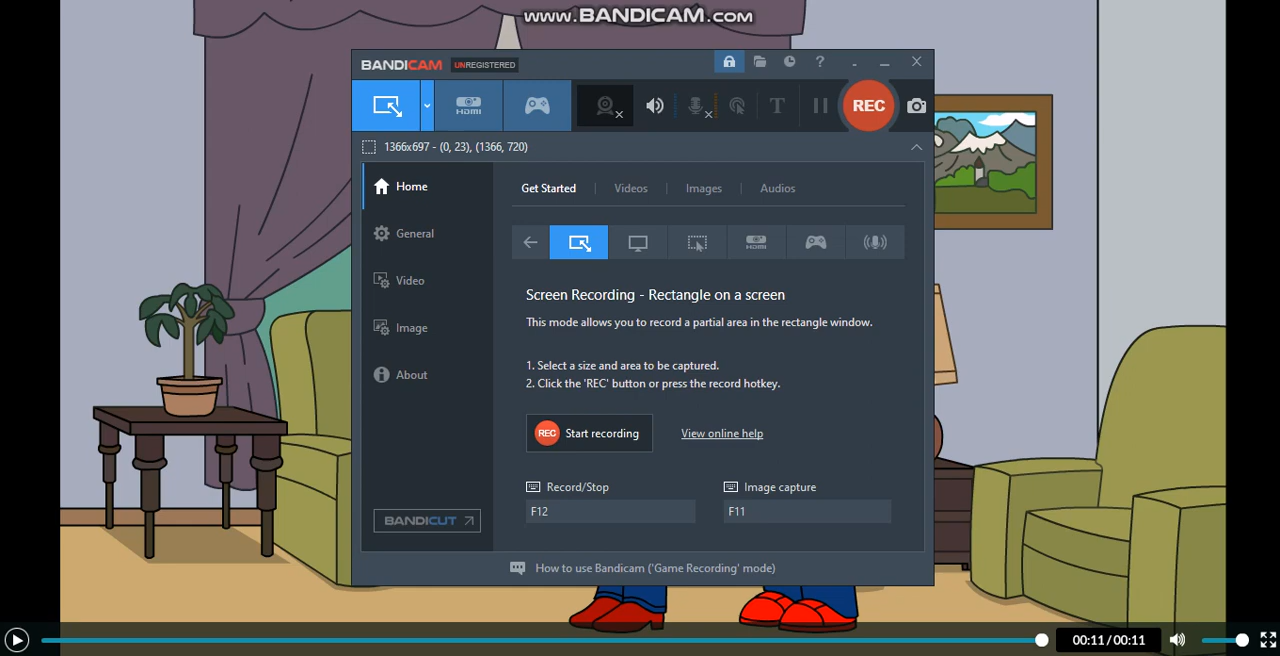 www.BANDICAM.com
BANDICAM UNREGISTERED
?
HDMI
T
REC
1366x697 - (0, 23), (1366, 720)
Home
General
Video
Image
About
BANDICUT
Get Started
Videos
Images
Audios
HDMI
Screen Recording - Rectangle on a screen
This mode allows you to record a partial area in the rectangle window.
1. Select a size and area to be captured.
2. Click the 'REC' button or press the record hotkey.
REC Start recording
View online help
Record/Stop
Image capture
F12
F11
How to use Bandicam ('Game Recording' mode)
00:11/00:11